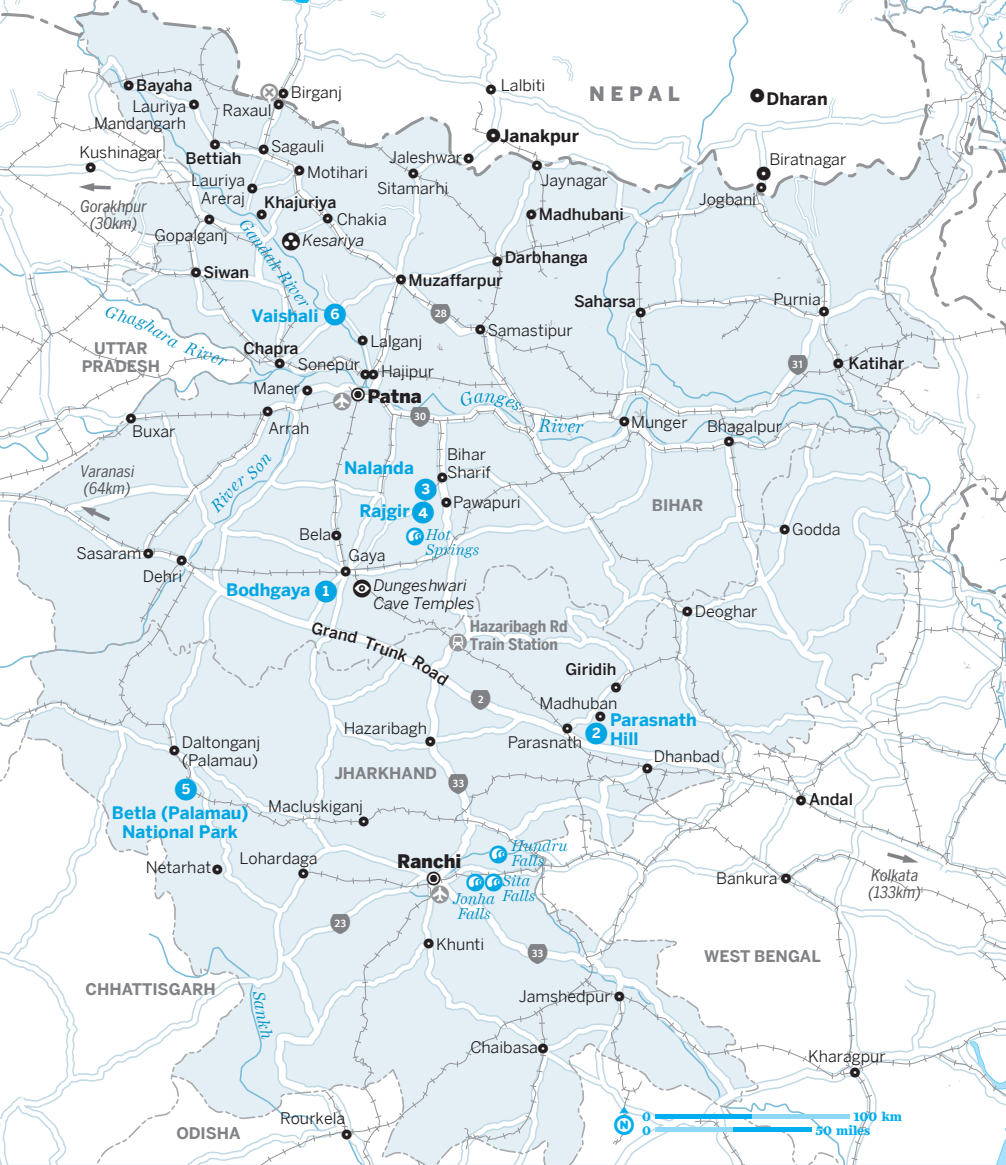 NEPAL
Lalbiti
Dharan
Bayaha
Birganj
Lauriya
Mandangarh
Raxaul
Janakpur
Kushinagar
Bettiah
Sagauli
Jaleshwar
Biratnagar
Motihari
Sitamarhi
Jaynagar
Lauriya
Areraj
Jogbani
Gorakhpur
(30km)
Khajuriya
Chakia
Madhubani
Gopalganj
Kesariya
Gandak River
Darbhanga
Siwan
Muzaffarpur
Saharsa
Purnia
Vaishali
6
28
Samastipur
Ghaghara River
UTTAR
PRADESH
Chapra
Lalganj
Sonepur
Hajipur
31
Katihar
Maner
Patna
Ganges
River
30
Buxar
Arrah
Munger
Bhagalpur
Varanasi
(64km)
River Son
Nalanda
3
Bihar
Sharif
Rajgir
4
Pawapuri
BIHAR
Hot
Springs
Bela
Godda
Sasaram
Dehri
Gaya
Bodhgaya
1
Dungeshwari
Cave Temples
Deoghar
Grand Trunk Road
Hazaribagh Rd
Train Station
Giridih
2
Madhuban
Parasnath
Hill
2
Parasnath
Hazaribagh
Daltonganj
(Palamau)
Dhanbad
JHARKHAND
33
5
Betla (Palamau)
National Park
Macluskiganj
Andal
Netarhat
Lohardaga
Ranchi
Hundru
Falls
Sita
Falls
Jonha
Falls
Bankura
Kolkata
(133km)
23
Khunti
33
WEST BENGAL
CHHATTISGARH
Sankh
Jamshedpur
Chaibasa
Kharagpur
Rourkela
ODISHA
N
0
100 km
0
50 miles